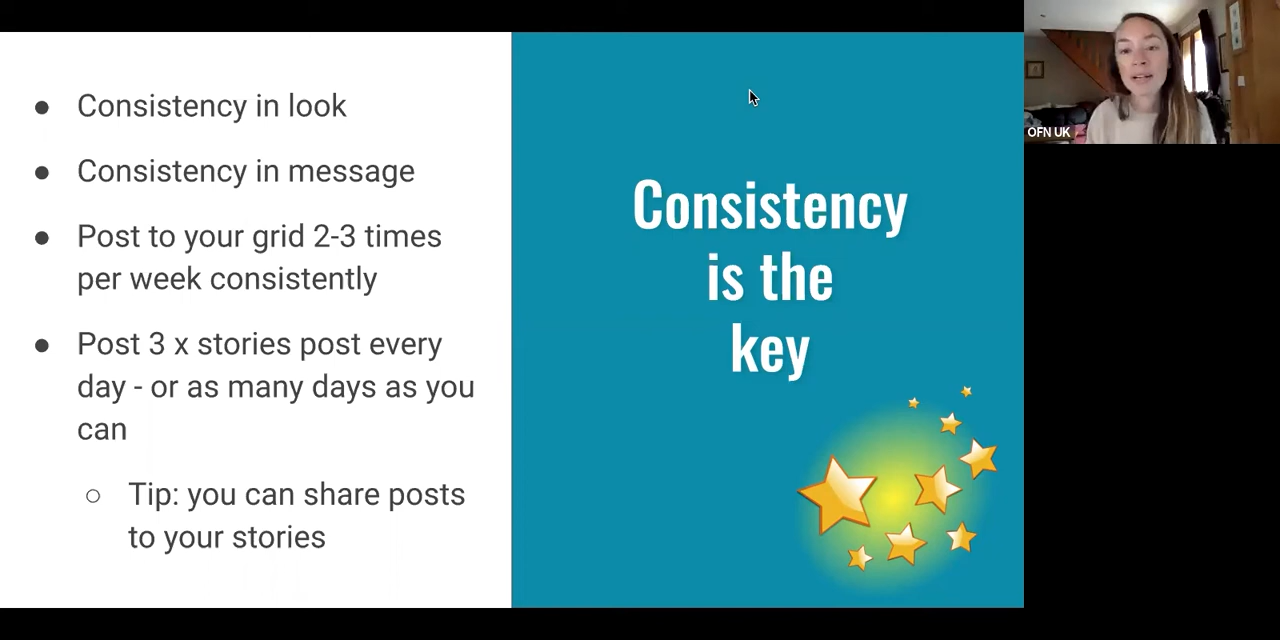 Consistency in look
Consistency in message
Post to your grid 2-3 times
per week consistently
Post 3 x stories post every
day - or as many days as you
can
Tip: you can share posts
to your stories
Consistency
is the
key
OFN UK